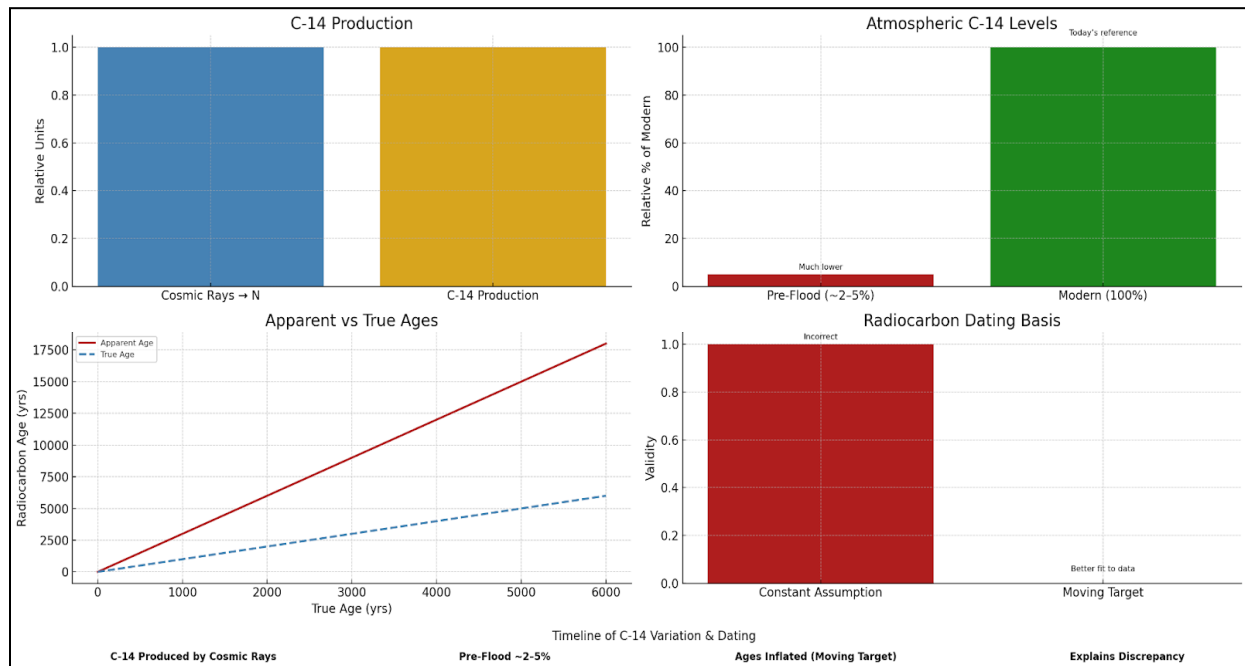 C-14 Production
Relative Units
1.0
0.8
0.6
0.4
0.2
0.0
Cosmic Rays → N
C-14 Production
Atmospheric C-14 Levels
Today's reference
Relative % of Modern
100
80
60
40
20
0
Much lower
Pre-Flood (~2–5%)
Modern (100%)
Apparent vs True Ages
Apparent Age
True Age
Radiocarbon Age (yrs)
17500
15000
12500
10000
7500
5000
2500
0
0 1000 2000 3000 4000 5000 6000
True Age (yrs)
Radiocarbon Dating Basis
Incorrect
Validity
1.0
0.8
0.6
0.4
0.2
0.0
Better fit to data
Constant Assumption
Moving Target
Timeline of C-14 Variation & Dating
C-14 Produced by Cosmic Rays
Pre-Flood ~2–5%
Ages Inflated (Moving Target)
Explains Discrepancy